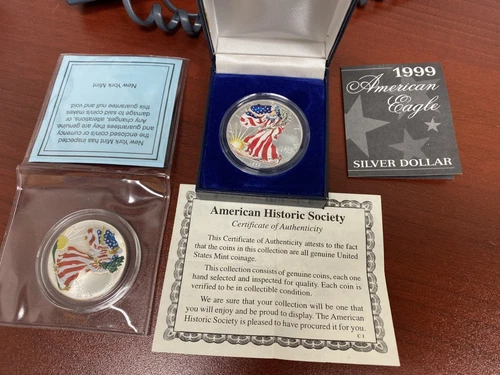 New York Mint
New York Mint has inspected
the enclosed coins or currency
and guarantees they are genuine.
Any changes, alterations, or
damage to said coins makes
this guarantee null and void
1999
American
Eagle
SILVER DOLLAR
American Historic Society
Certificate of Authenticity
This Certificate of Authenticity attests to the fact
that the coins in this collection are all genuine United
States Mint coinage.
This collection consists of genuine coins, each one
hand selected and inspected for quality. Each coin is
verified to be in collectible condition.
We are sure that your collection will be one that
you will enjoy and be proud to display. The American
Historic Society is pleased to have procured it for you.
C 1